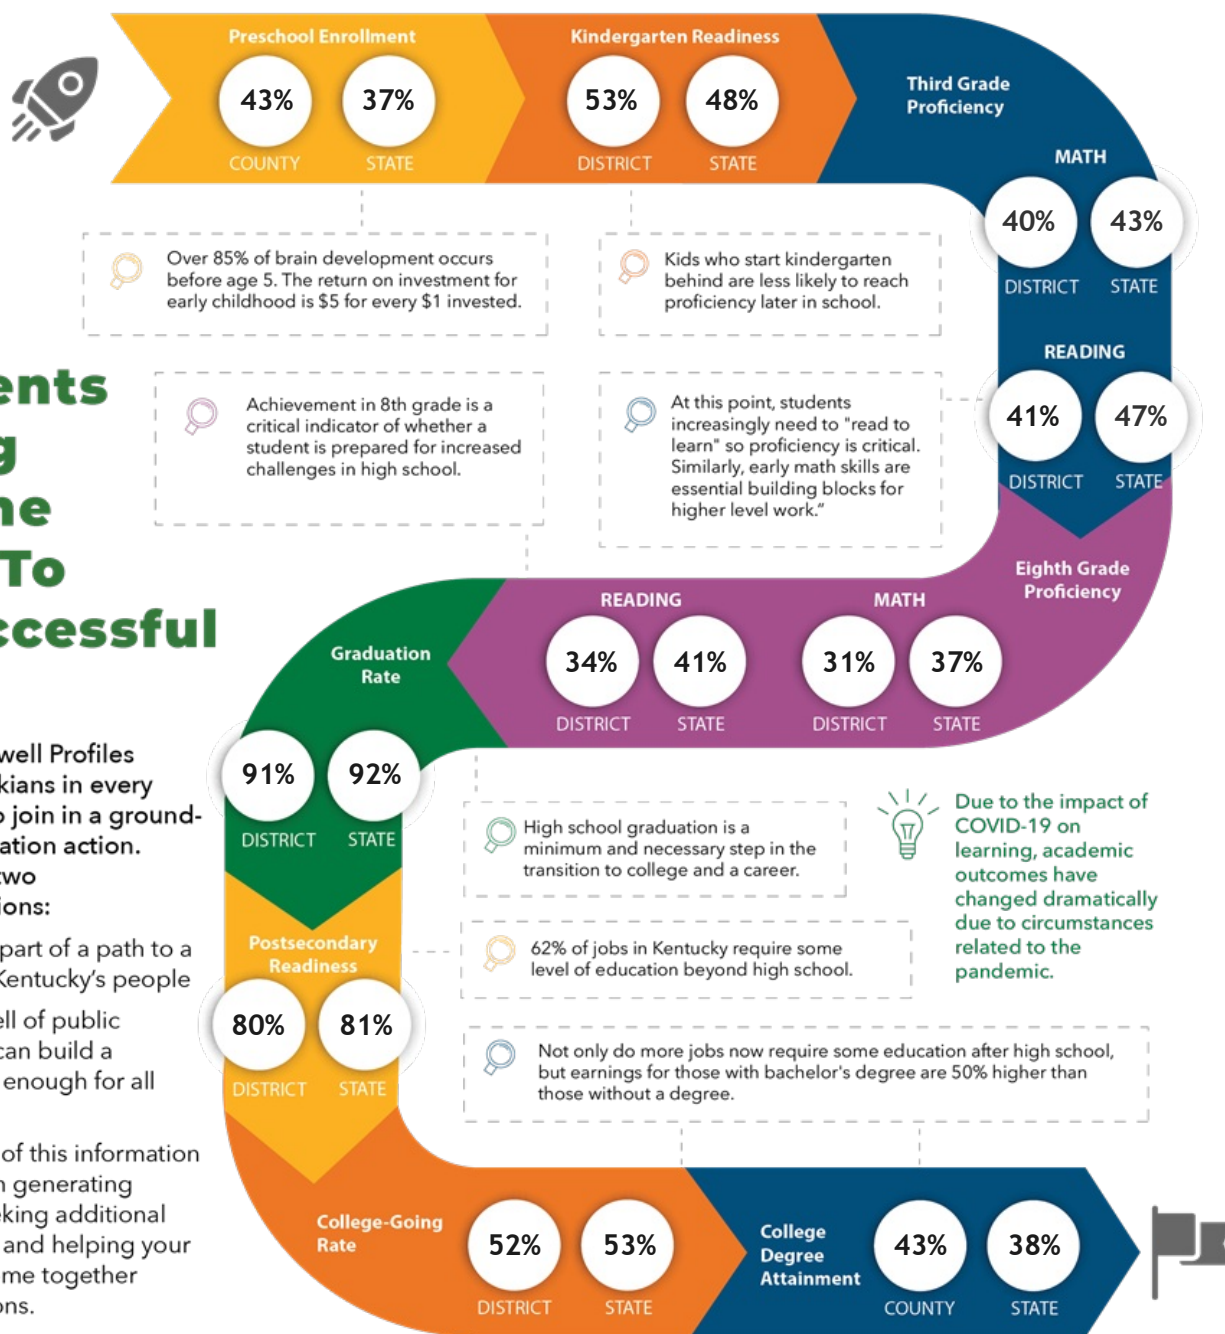 Preschool Enrollment
43%
37%
COUNTY
STATE
Kindergarten Readiness
53%
48%
DISTRICT
STATE
Third Grade
Proficiency
MATH
40%
43%
DISTRICT
STATE
READING
41%
47%
DISTRICT
STATE
Over 85% of brain development occurs
before age 5. The return on investment for
early childhood is $5 for every $1 invested.
Kids who start kindergarten
behind are less likely to reach
proficiency later in school.
Achievement in 8th grade is a
critical indicator of whether a
student is prepared for increased
challenges in high school.
At this point, students
increasingly need to "read to
learn" so proficiency is critical.
Similarly, early math skills are
essential building blocks for
higher level work.”
ents
g
ne
To
ccessful
Eighth Grade
Proficiency
READING
34%
41%
DISTRICT
STATE
MATH
31%
37%
DISTRICT
STATE
Graduation
Rate
91%
92%
DISTRICT
STATE
well Profiles
kians in every
o join in a ground-
ation action.
two
ions:
part of a path to a
Kentucky’s people
ell of public
can build a
enough for all
of this information
n generating
eking additional
and helping your
me together
ons.
High school graduation is a
minimum and necessary step in the
transition to college and a career.
Due to the impact of
COVID-19 on
learning, academic
outcomes have
changed dramatically
due to circumstances
related to the
pandemic.
Postsecondary
Readiness
80%
81%
DISTRICT
STATE
62% of jobs in Kentucky require some
level of education beyond high school.
Not only do more jobs now require some education after high school,
but earnings for those with bachelor's degree are 50% higher than
those without a degree.
College-Going
Rate
52%
53%
DISTRICT
STATE
College
Degree
Attainment
43%
38%
COUNTY
STATE